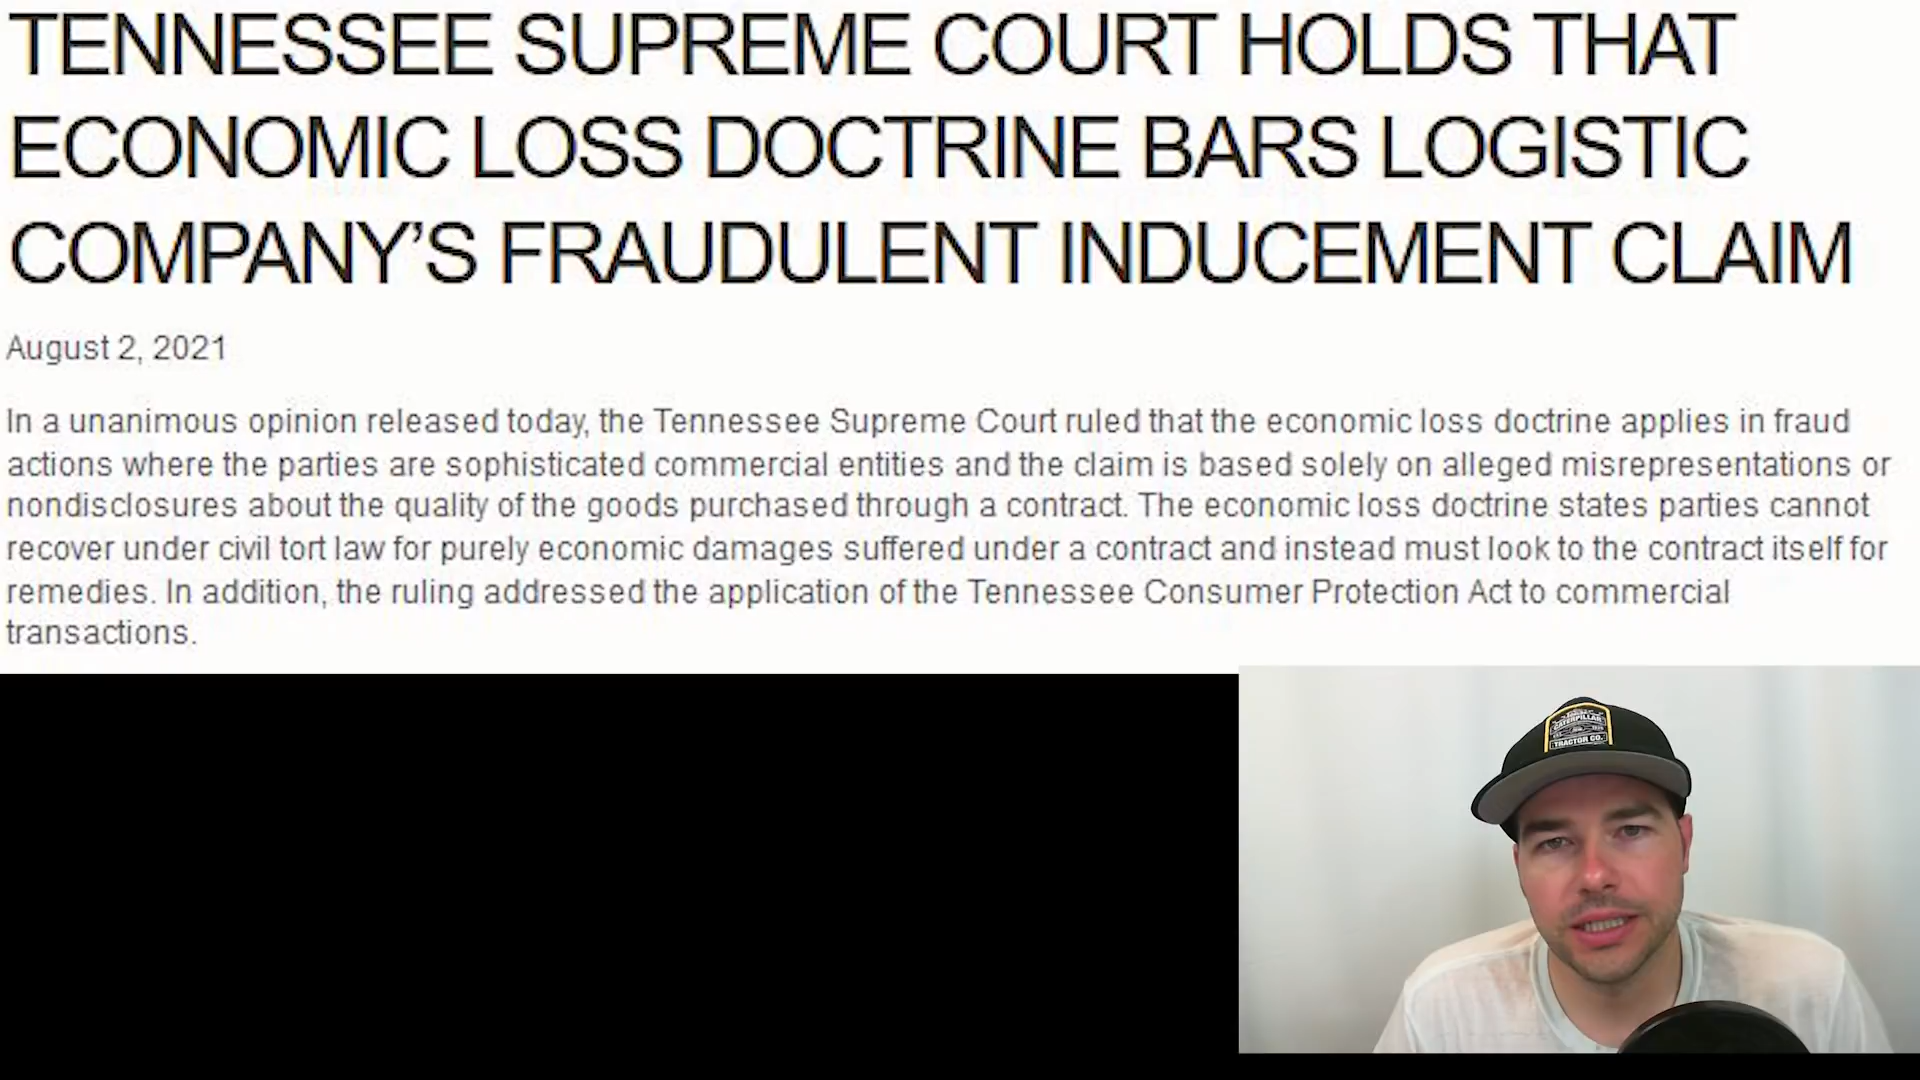 TENNESSEE SUPREME COURT HOLDS THAT
ECONOMIC LOSS DOCTRINE BARS LOGISTIC
COMPANY’S FRAUDULENT INDUCEMENT CLAIM
August 2, 2021
In a unanimous opinion released today, the Tennessee Supreme Court ruled that the economic loss doctrine applies in fraud
actions where the parties are sophisticated commercial entities and the claim is based solely on alleged misrepresentations or
nondisclosures about the quality of the goods purchased through a contract. The economic loss doctrine states parties cannot
recover under civil tort law for purely economic damages suffered under a contract and instead must look to the contract itself for
remedies. In addition, the ruling addressed the application of the Tennessee Consumer Protection Act to commercial
transactions.
CATERPILLAR
TRACTOR CO.